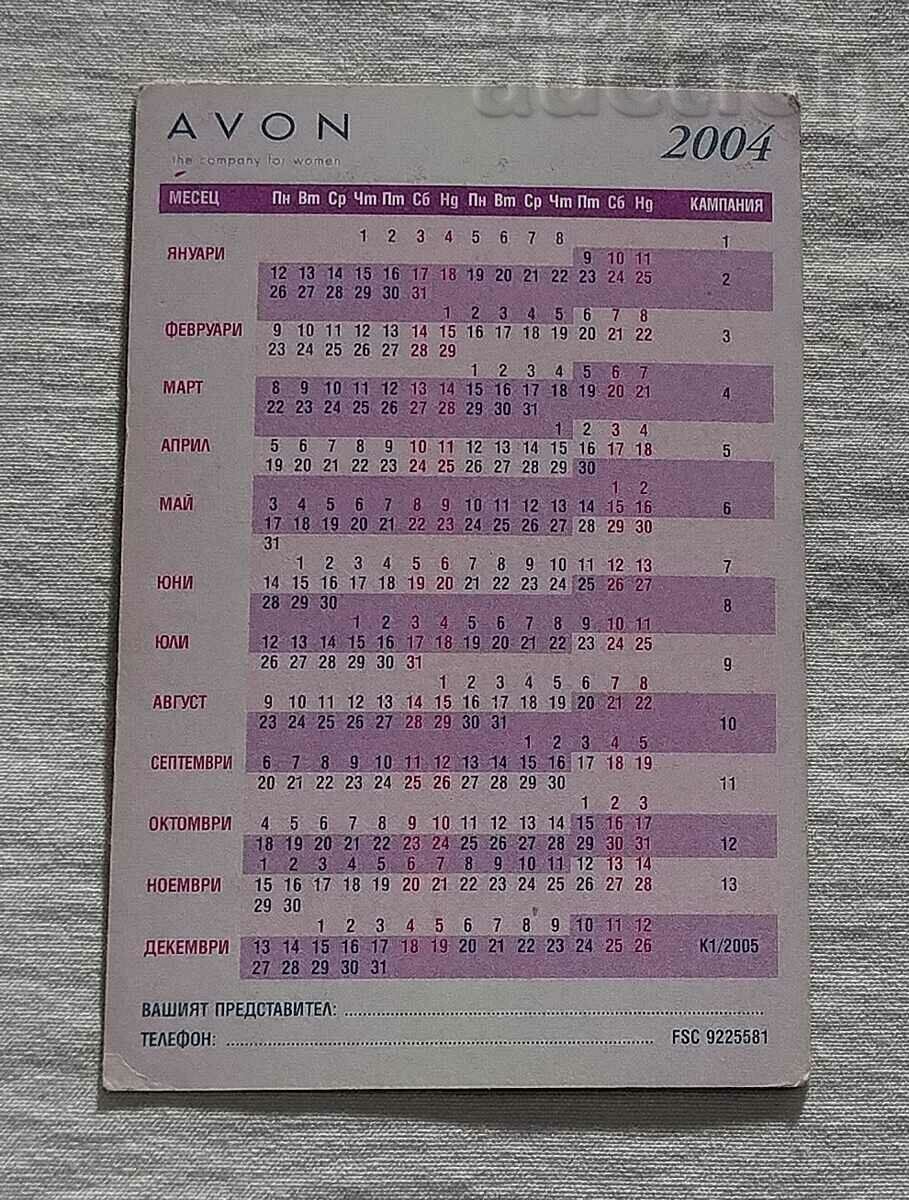 auction
AVON
2004
the company for women
МЕСЕЦ Пн Вт Ср Чт Пт Сб Нд Пн Вт Ср Чт Пт Сб Нд КАМПАНИЯ
1 2 3 4 5 6 7 8 1
ЯНУАРИ 9 10 11
12 13 14 15 16 17 18 19 20 21 22 23 24 25 2
26 27 28 29 30 31
1 2 3 4 5 6 7 8
ФЕВРУАРИ 9 10 11 12 13 14 15 16 17 18 19 20 21 22 3
23 24 25 26 27 28 29
1 2 3 4 5 6 7
МАРТ 8 9 10 11 12 13 14 15 16 17 18 19 20 21 4
22 23 24 25 26 27 28 29 30 31
1 2 3 4
АПРИЛ 5 6 7 8 9 10 11 12 13 14 15 16 17 18 5
19 20 21 22 23 24 25 26 27 28 29 30
1 2
МАЙ 3 4 5 6 7 8 9 10 11 12 13 14 15 16 6
17 18 19 20 21 22 23 24 25 26 27 28 29 30
31
1 2 3 4 5 6 7 8 9 10 11 12 13 7
ЮНИ 14 15 16 17 18 19 20 21 22 23 24 25 26 27
28 29 30 8
1 2 3 4 5 6 7 8 9 10 11
ЮЛИ 12 13 14 15 16 17 18 19 20 21 22 23 24 25
26 27 28 29 30 31 9
1 2 3 4 5 6 7 8
АВГУСТ 9 10 11 12 13 14 15 16 17 18 19 20 21 22
23 24 25 26 27 28 29 30 31 10
1 2 3 4 5
СЕПТЕМВРИ 6 7 8 9 10 11 12 13 14 15 16 17 18 19
20 21 22 23 24 25 26 27 28 29 30 11
1 2 3
ОКТОМВРИ 4 5 6 7 8 9 10 11 12 13 14 15 16 17
18 19 20 21 22 23 24 25 26 27 28 29 30 31 12
1 2 3 4 5 6 7 8 9 10 11 12 13 14
НОЕМВРИ 15 16 17 18 19 20 21 22 23 24 25 26 27 28 13
29 30
1 2 3 4 5 6 7 8 9 10 11 12
ДЕКЕМВРИ 13 14 15 16 17 18 19 20 21 22 23 24 25 26 К1/2005
27 28 29 30 31
ВАШИЯТ ПРЕДСТАВИТЕЛ:
ТЕЛЕФОН: FSC 9225581